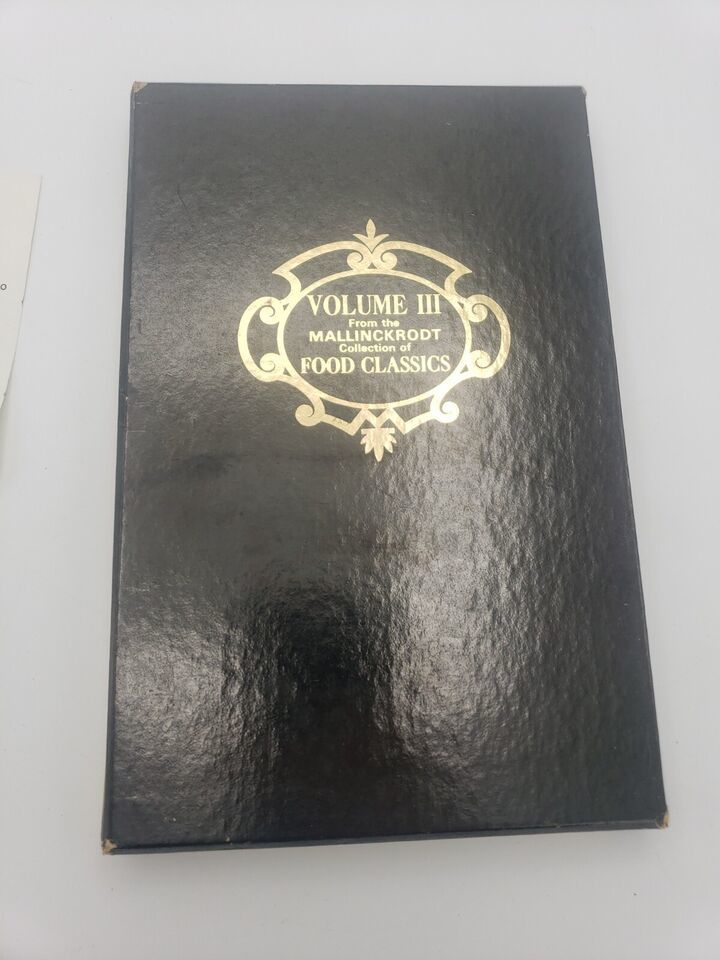 VOLUME III
From the
MALLINCKRODT
Collection of
FOOD CLASSICS